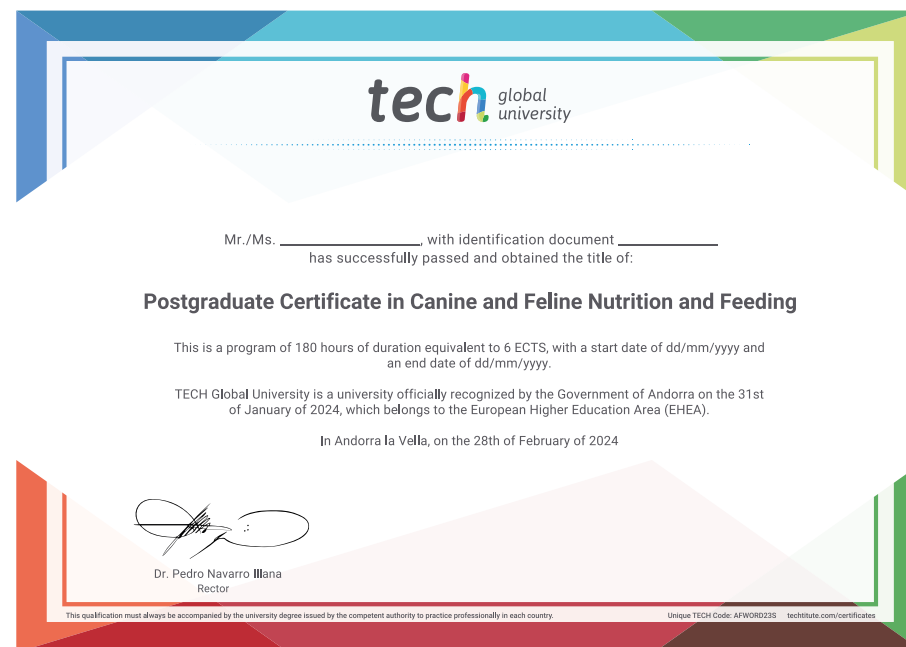 tech global university
Mr./Ms. ____________, with identification document ____________
has successfully passed and obtained the title of:
Postgraduate Certificate in Canine and Feline Nutrition and Feeding
This is a program of 180 hours of duration equivalent to 6 ECTS, with a start date of dd/mm/yyyy and
an end date of dd/mm/yyyy.
TECH Global University is a university officially recognized by the Government of Andorra on the 31st
of January of 2024, which belongs to the European Higher Education Area (EHEA).
In Andorra la Vella, on the 28th of February of 2024
Dr. Pedro Navarro Illana
Rector
This qualification must always be accompanied by the university degree issued by the competent authority to practice professionally in each country.
Unique TECH Code: AFWORD23S techtitute.com/certificates